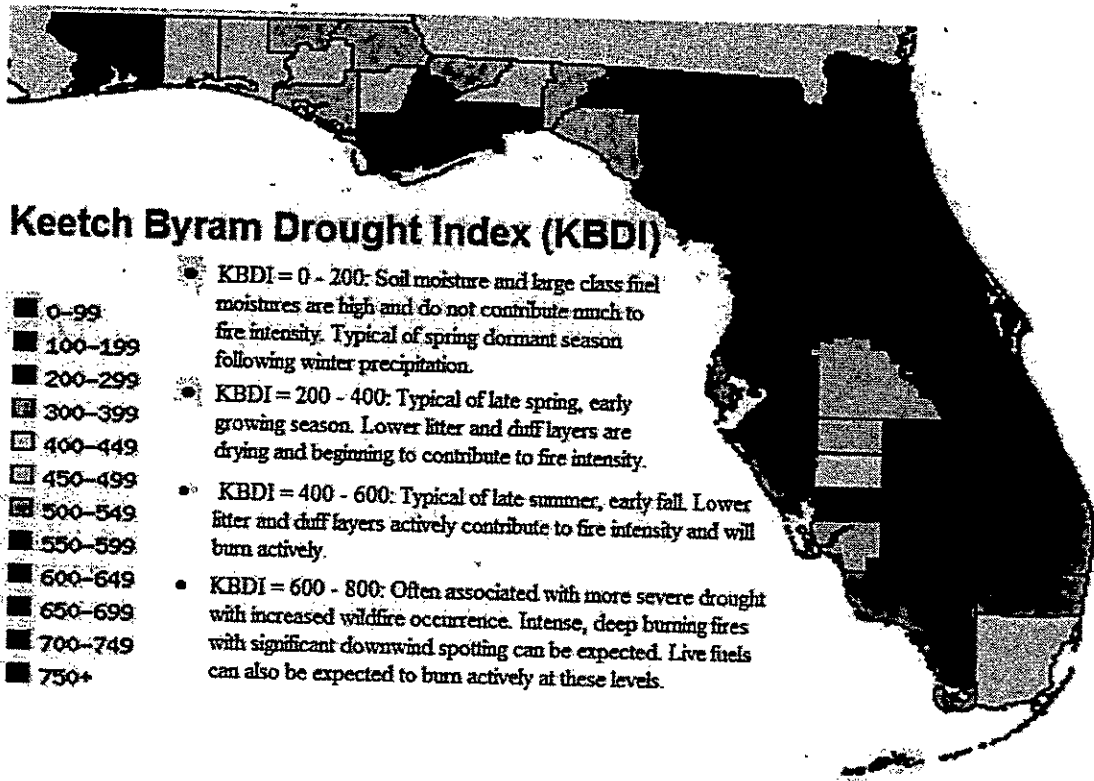 Keetch Byram Drought Index (KBDI)
0-99
100-199
200-299
300-399
400-449
450-499
500-549
550-599
600-649
650-699
700-749
750+
• KBDI = 0 - 200: Soil moisture and large class fuel
moistures are high and do not contribute much to
fire intensity. Typical of spring dormant season
following winter precipitation.
• KBDI = 200 - 400: Typical of late spring, early
growing season. Lower litter and duff layers are
drying and beginning to contribute to fire intensity.
• KBDI = 400 - 600: Typical of late summer, early fall. Lower
litter and duff layers actively contribute to fire intensity and will
burn actively.
• KBDI = 600 - 800: Often associated with more severe drought
with increased wildfire occurrence. Intense, deep burning fires
with significant downwind spotting can be expected. Live fuels
can also be expected to burn actively at these levels.